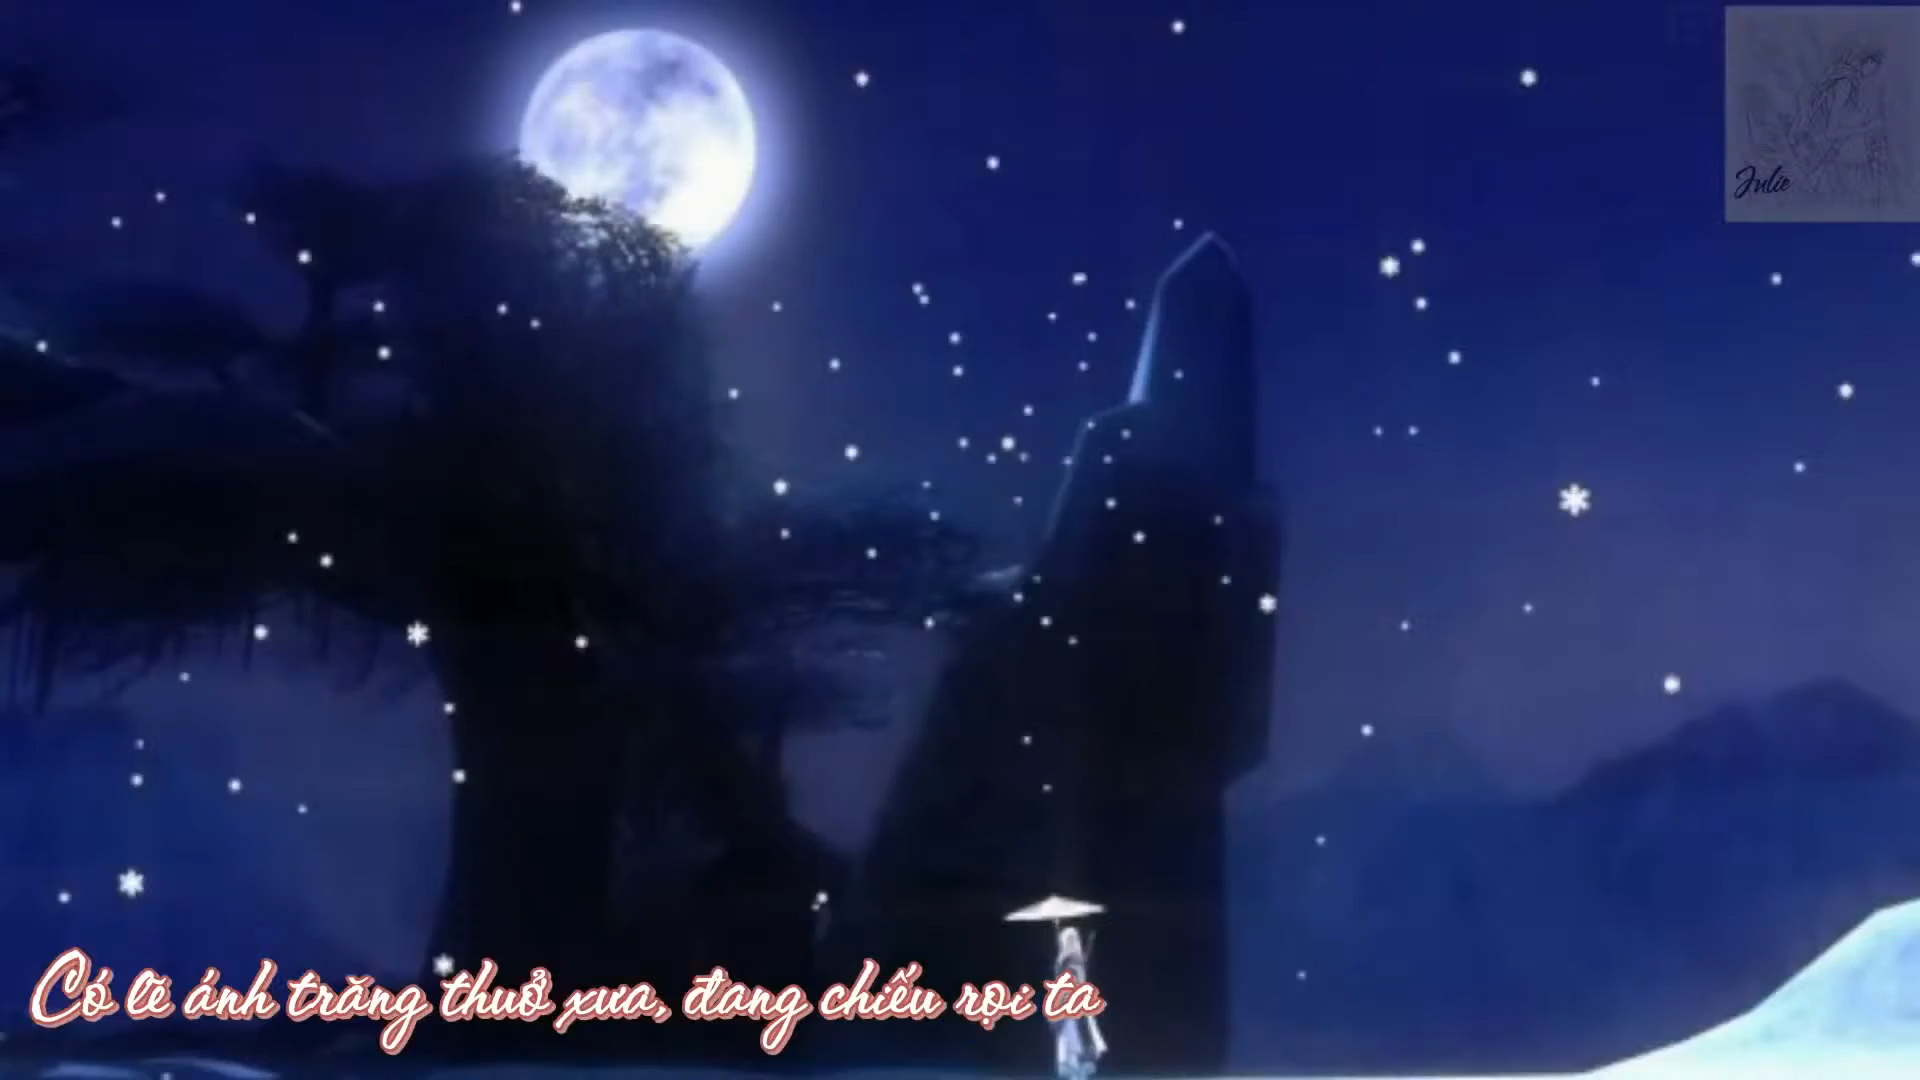 Julie
Có lẽ ánh trăng thuở xưa, đang chiếu rọi ta